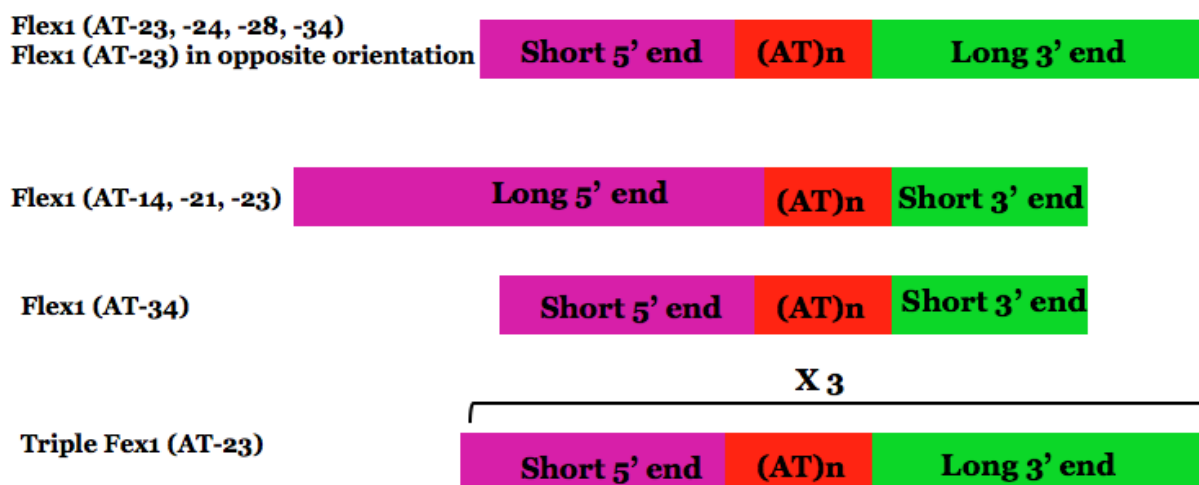 Flex1 (AT-23, -24, -28, -34)
Flex1 (AT-23) in opposite orientation
Short 5’ end (AT)n Long 3’ end
Flex1 (AT-14, -21, -23)
Long 5’ end (AT)n Short 3’ end
Flex1 (AT-34)
Short 5’ end (AT)n Short 3’ end
X 3
Triple Fex1 (AT-23)
Short 5’ end (AT)n Long 3’ end